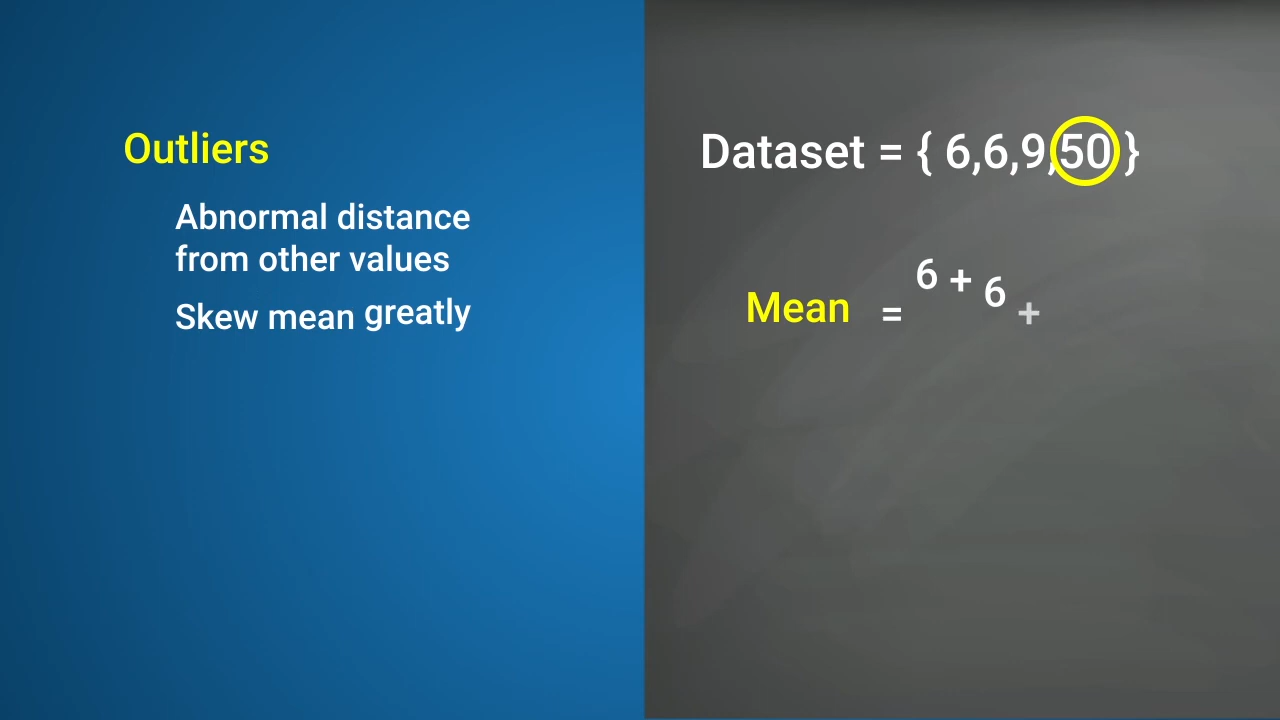 Outliers
Abnormal distance
from other values
Skew mean greatly
Dataset = { 6,6,9,50 }
Mean = 6 + 6 +